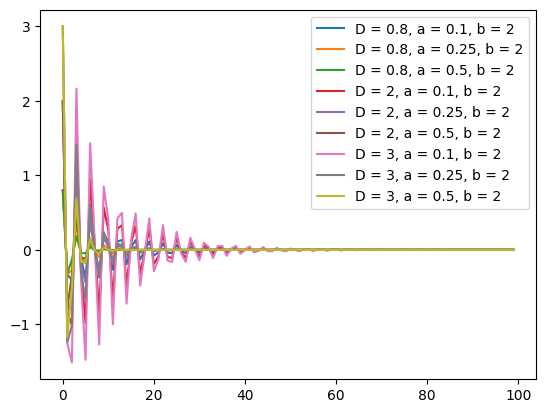 3
2
1
0
−1
0
20
40
60
80
100
D = 0.8, a = 0.1, b = 2
D = 0.8, a = 0.25, b = 2
D = 0.8, a = 0.5, b = 2
D = 2, a = 0.1, b = 2
D = 2, a = 0.25, b = 2
D = 2, a = 0.5, b = 2
D = 3, a = 0.1, b = 2
D = 3, a = 0.25, b = 2
D = 3, a = 0.5, b = 2